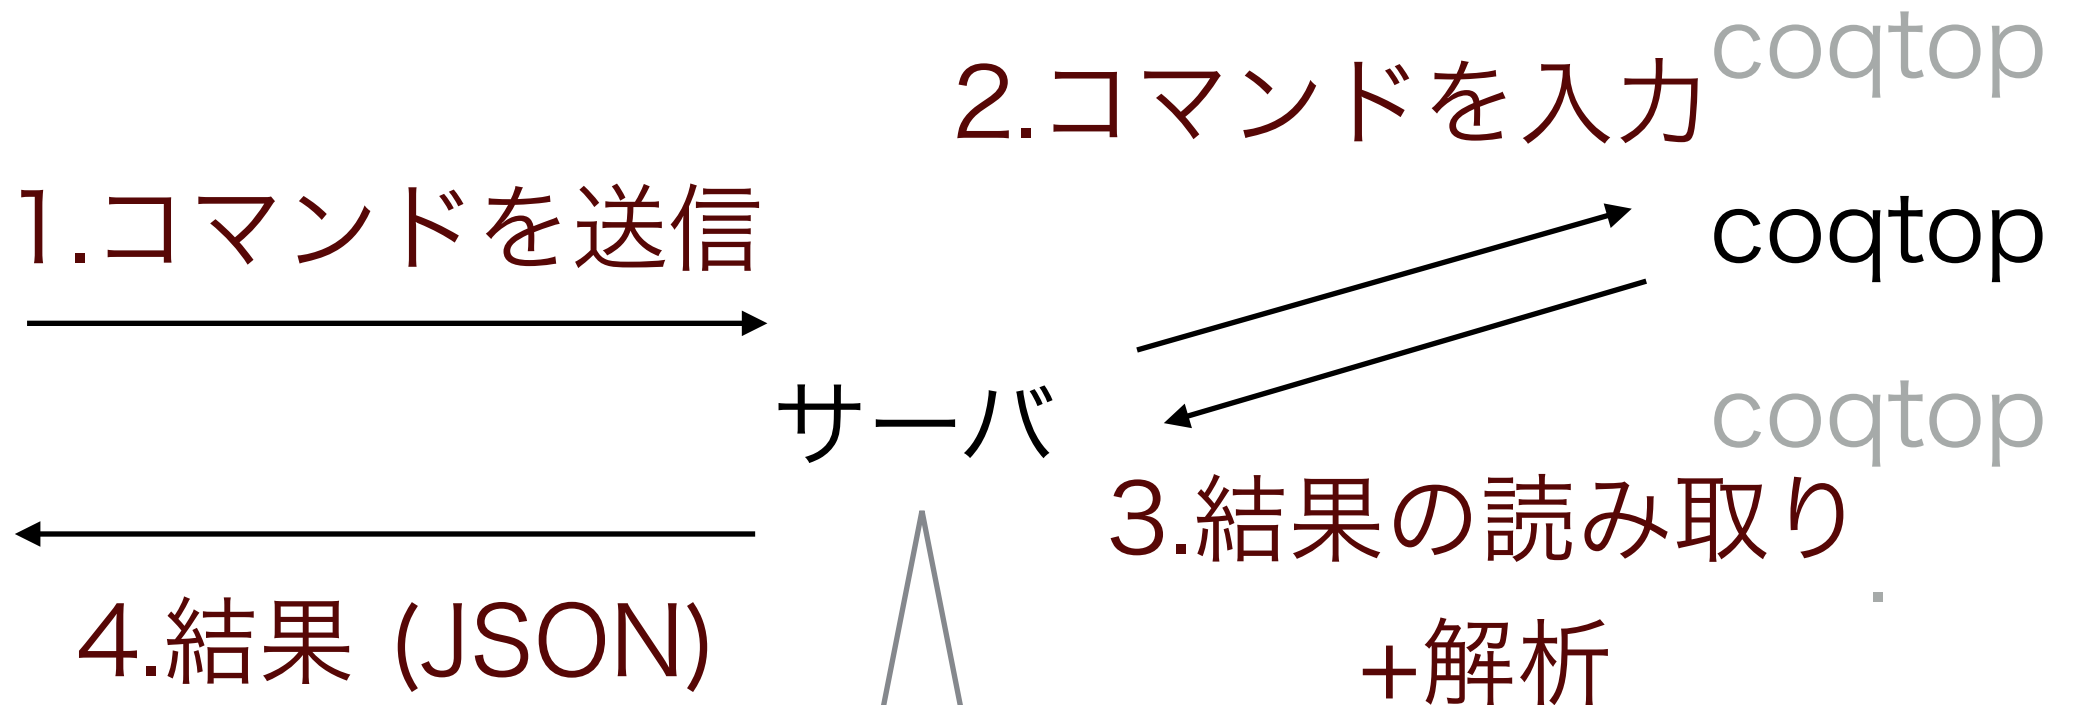 coqtop
2.コマンドを入力
1.コマンドを送信
coqtop
サーバ
coqtop
3.結果の読み取り
.
4.結果 (JSON)
+解析